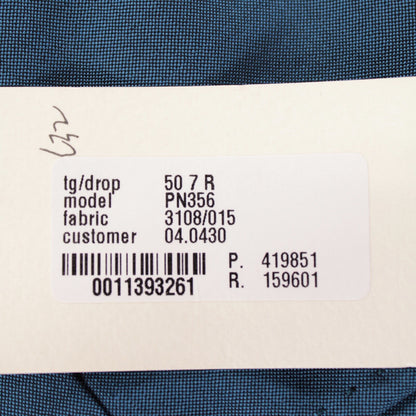 tg/drop 50 7 R
model PN356
fabric 3108/015
customer 04.0430
P. 419851
0011393261 R. 159601